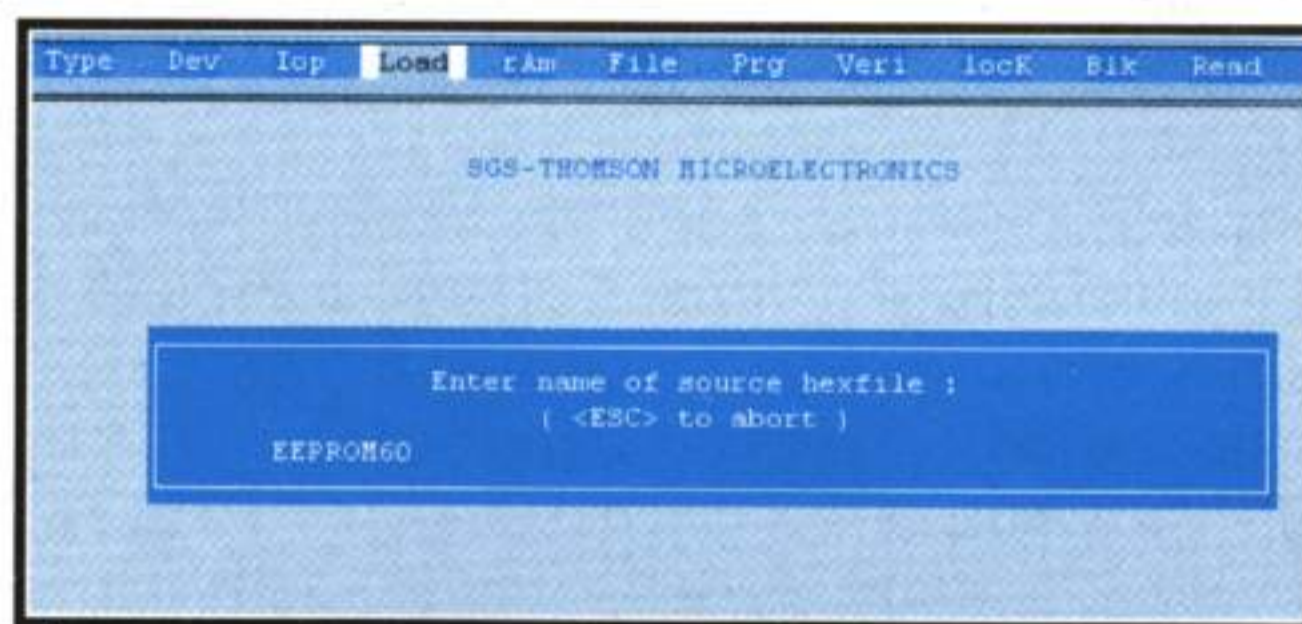 Type Dev Iop Load rAm File Prg Veri locK Blk Read
SGS-THOMSON MICROELECTRONICS
Enter name of source hexfile :
( <ESC> to abort )
EEPROM60